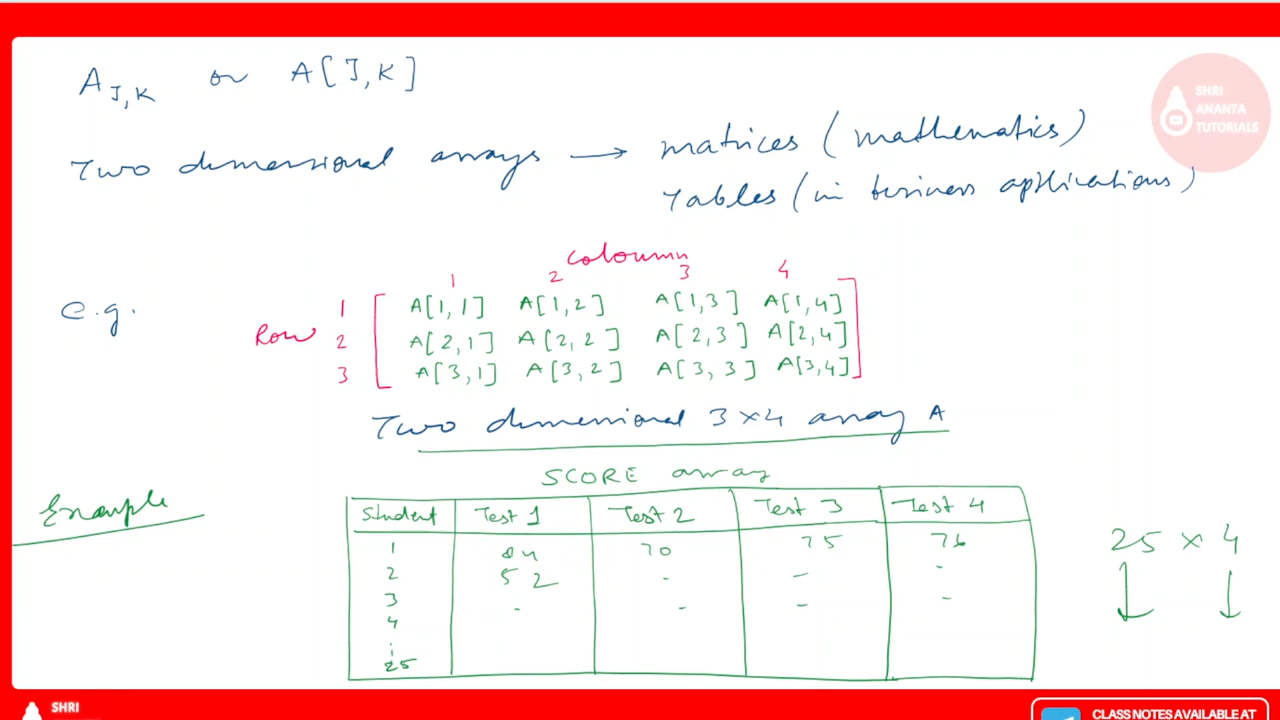 A J,K or A[J,K]
SHRI
ANANTA
TUTORIALS
Two dimensional arrays → matrices (mathematics)
Tables (in business applications)
Coloumn
1 2 3 4
e.g.
Row
1 A[1,1] A[1,2] A[1,3] A[1,4]
2 A[2,1] A[2,2] A[2,3] A[2,4]
3 A[3,1] A[3,2] A[3,3] A[3,4]
Two dimensional 3×4 array A
SCORE array
Example
Student Test 1 Test 2 Test 3 Test 4
1 84 70 75 76
2 52 - - -
3 - - - -
4
:
25
25 × 4
SHRI
CLASS NOTES AVAILABLE AT